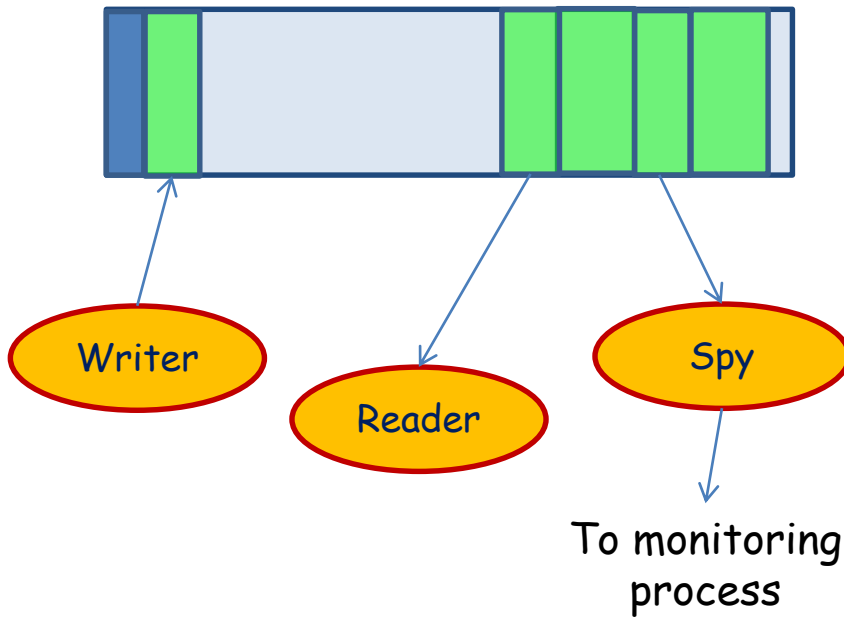 Writer
Reader
Spy
To monitoring
process